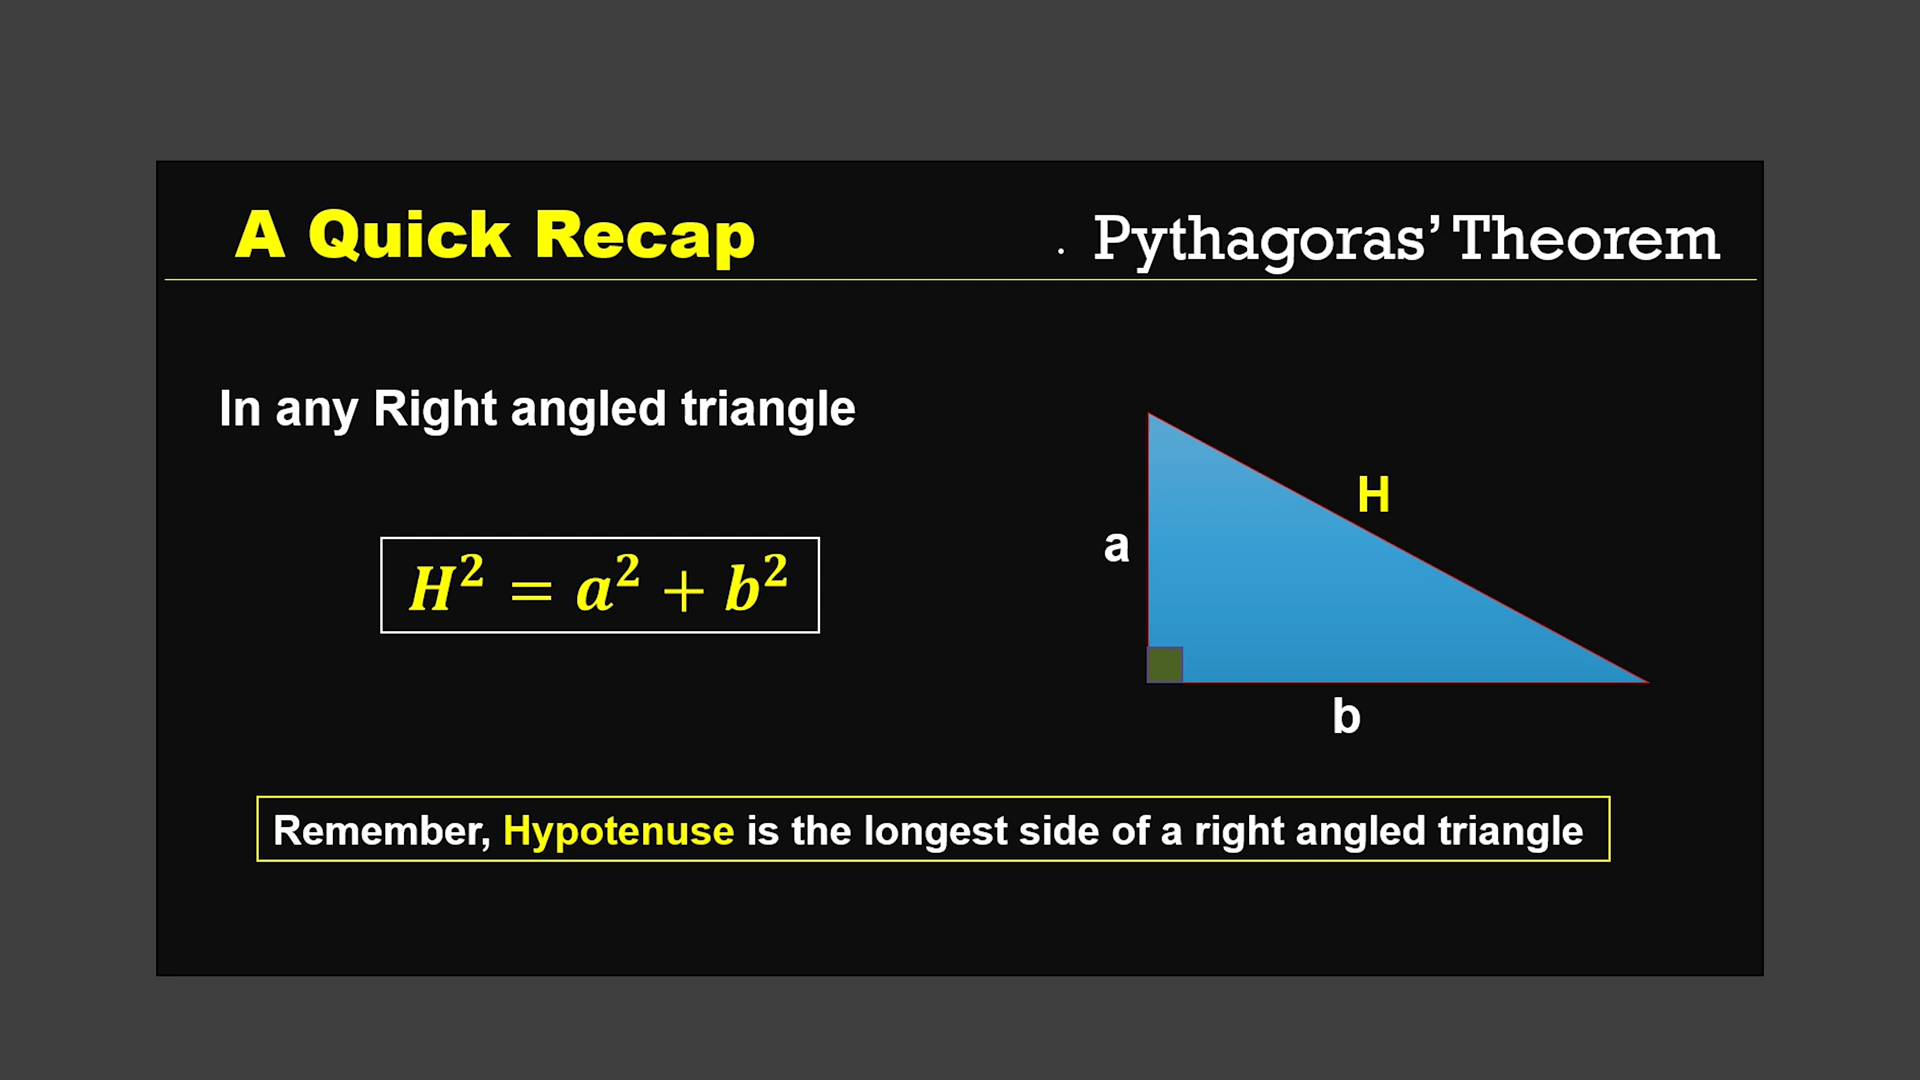 A Quick Recap
. Pythagoras’ Theorem
In any Right angled triangle
H² = a² + b²
H
a
b
Remember, Hypotenuse is the longest side of a right angled triangle